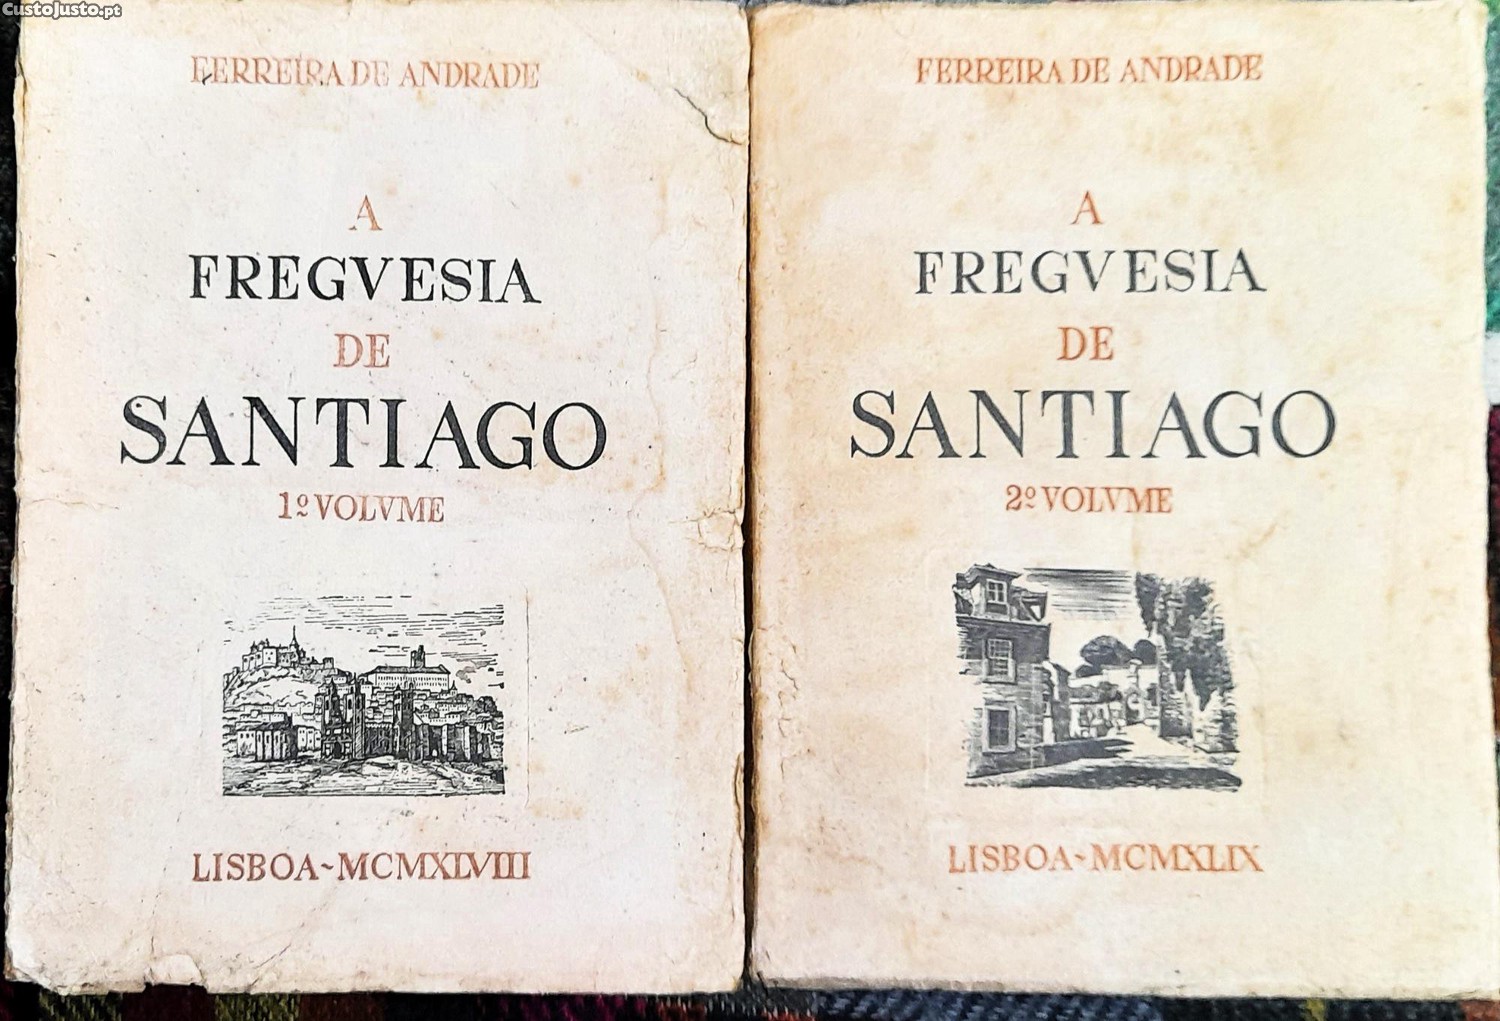 CustoJusto.pt
FERREIRA DE ANDRADE
A
FREGVESIA
DE
SANTIAGO
1º VOLVME
LISBOA~MCMXLVIII
FERREIRA DE ANDRADE
A
FREGVESIA
DE
SANTIAGO
2º VOLVME
LISBOA~MCMXLIX